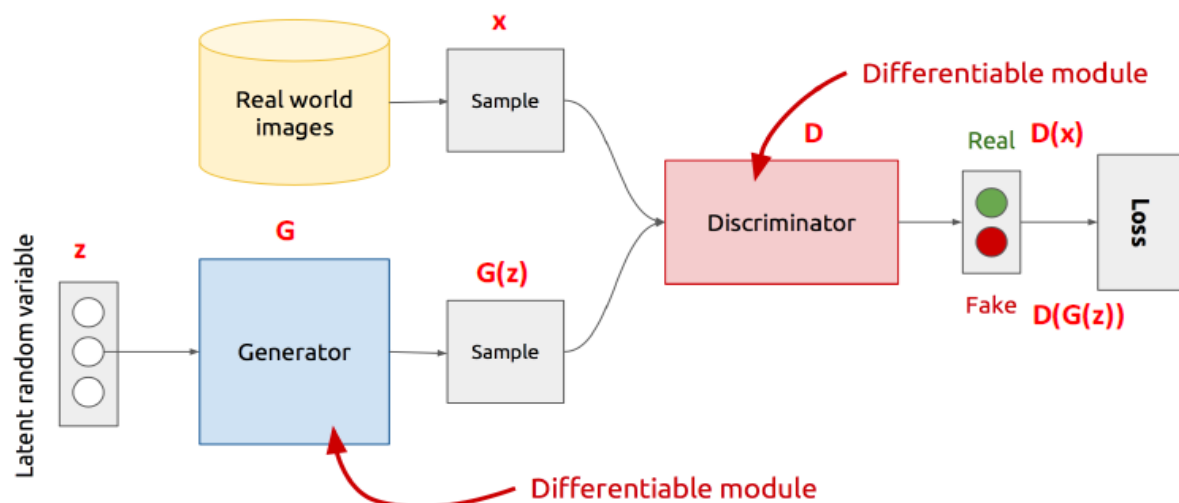 x
Real world
images
Sample
Differentiable module
D
Real
D(x)
Discriminator
Loss
Fake
D(G(z))
Latent random variable
z
G
Generator
G(z)
Sample
Differentiable module